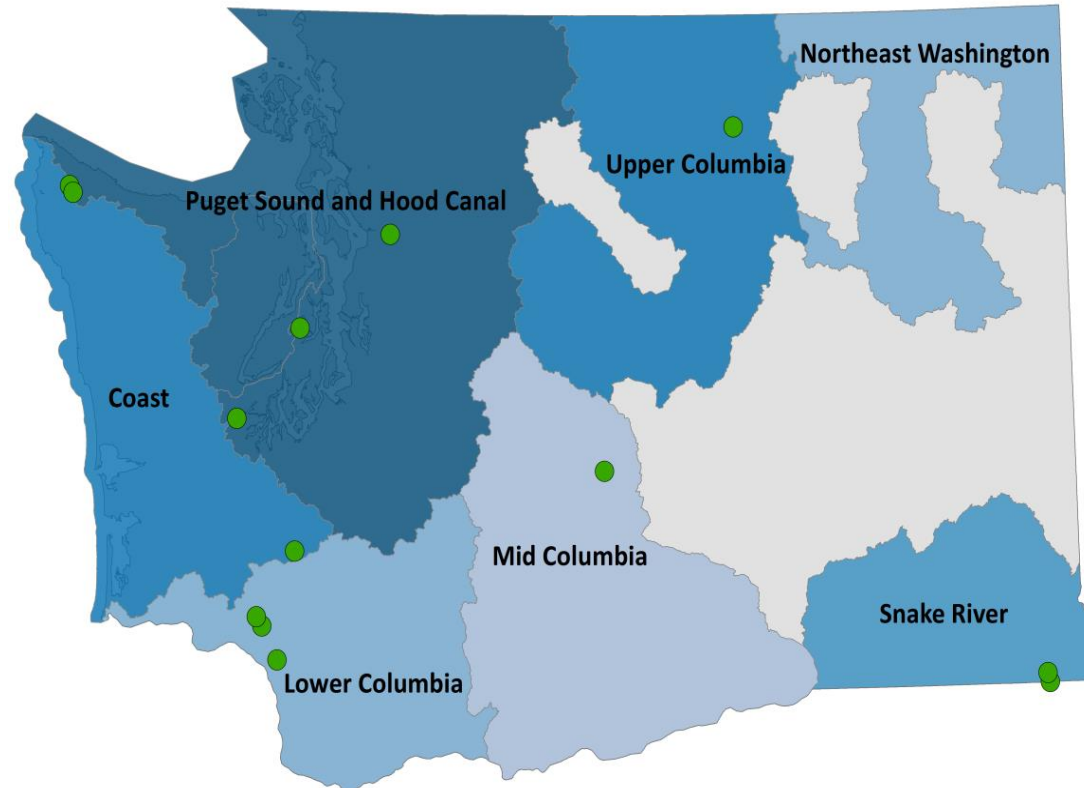 Northeast Washington
Upper Columbia
Puget Sound and Hood Canal
Coast
Mid Columbia
Snake River
Lower Columbia